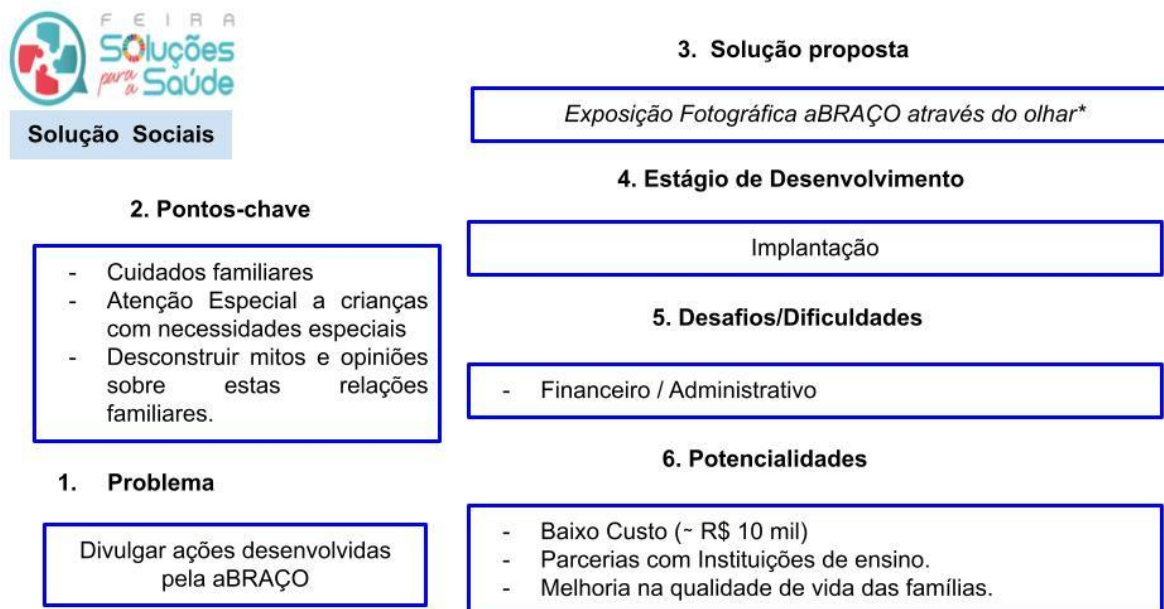 FEIRA
Soluções
para a
Saúde
Solução Sociais
2. Pontos-chave
- Cuidados familiares
- Atenção Especial a crianças
com necessidades especiais
- Desconstruir mitos e opiniões
sobre estas relações
familiares.
1. Problema
Divulgar ações desenvolvidas
pela aBRAÇO
3. Solução proposta
Exposição Fotográfica aBRAÇO através do olhar*
4. Estágio de Desenvolvimento
Implantação
5. Desafios/Dificuldades
- Financeiro / Administrativo
6. Potencialidades
- Baixo Custo (~ R$ 10 mil)
- Parcerias com Instituições de ensino.
- Melhoria na qualidade de vida das famílias.